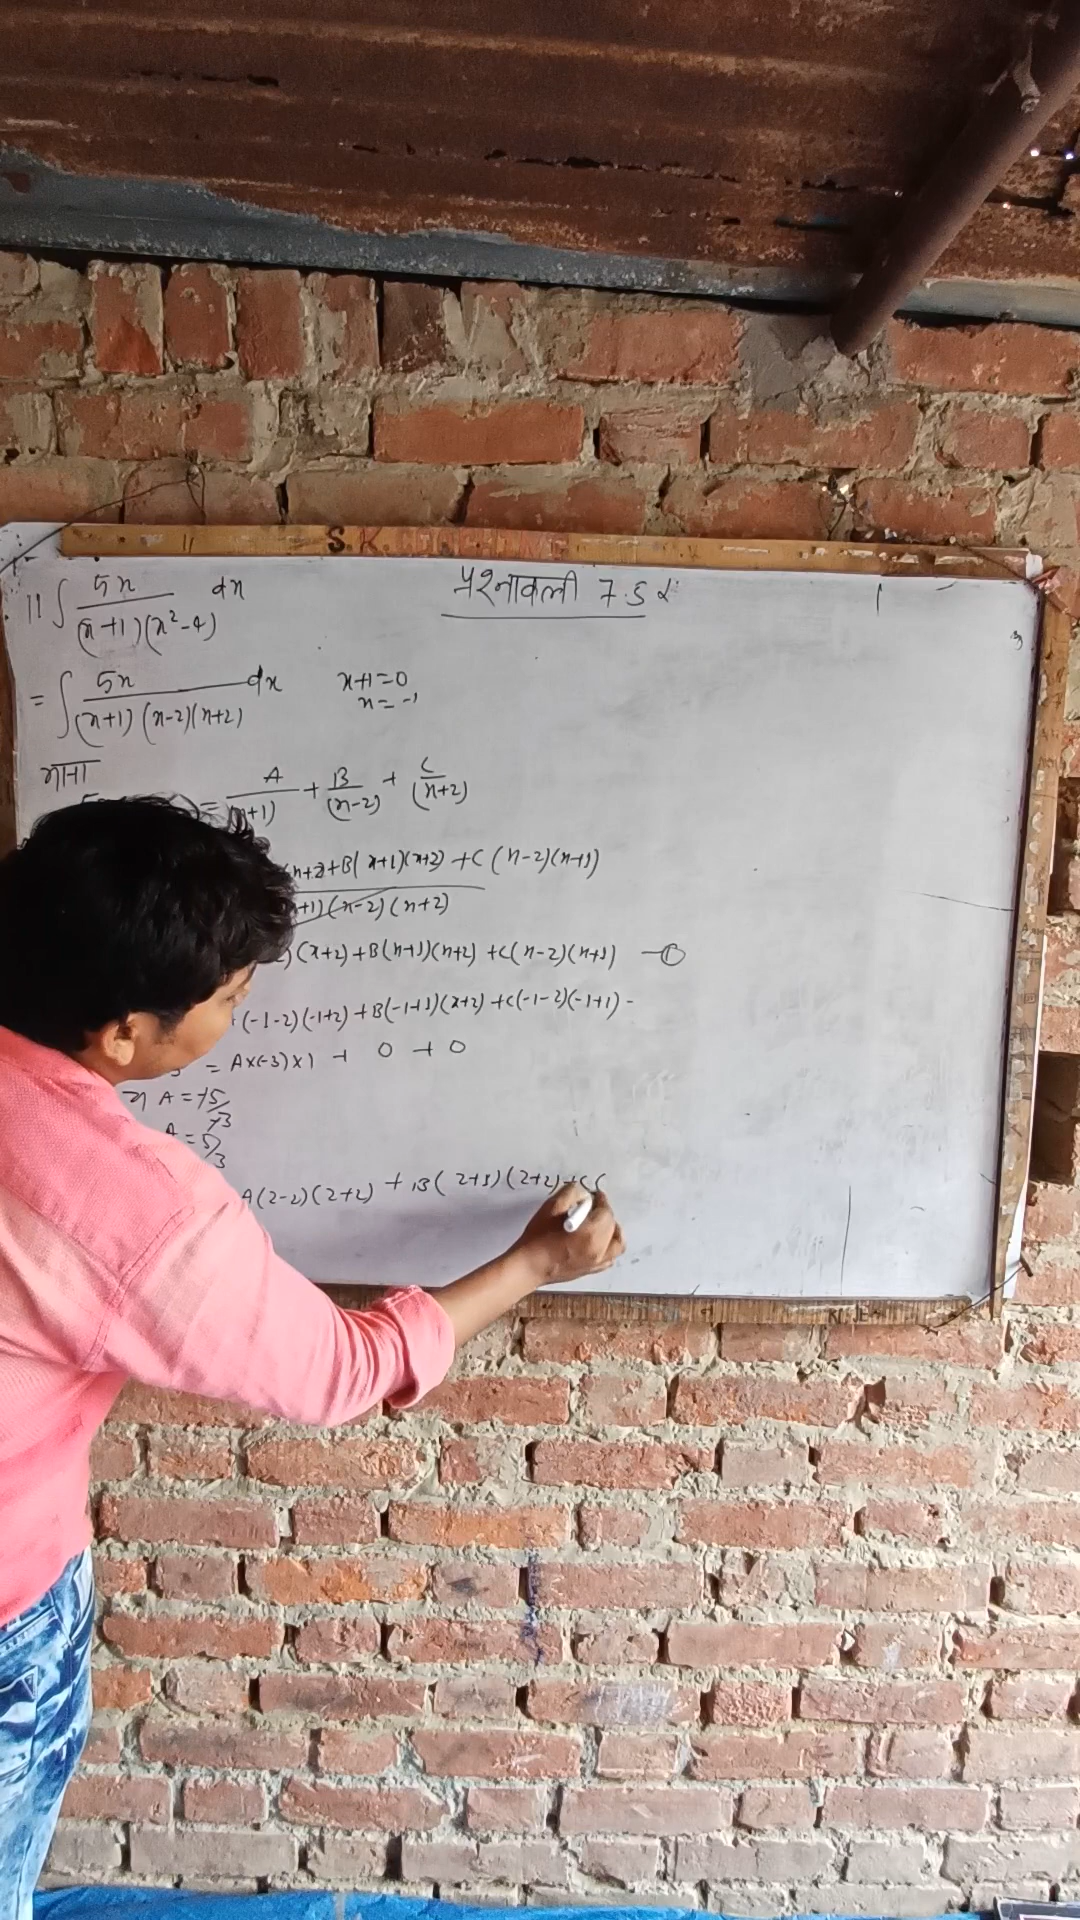 S.K.
प्रश्नावली 7.5
11 ∫ 5x/(x+1)(x²-4) dx
= ∫ 5x/(x+1)(x-2)(x+2) dx
x+1=0
x=-1
माना
= A/(x+1) + B/(x-2) + C/(x+2)
(x+2+B(x+1)(x+2)+C(x-2)(x+1)
+1)(x-2)(x+2)
)(x+2)+B(x+1)(x+2)+C(x-2)(x+1) —①
(-1-2)(-1+2)+B(-1+1)(x+2)+C(-1-2)(-1+1)-
= A×(-3)×1 + 0 + 0
A = -5/-3
A = 5/3
A(2-2)(2+2) + B(2+1)(2+2)+C(